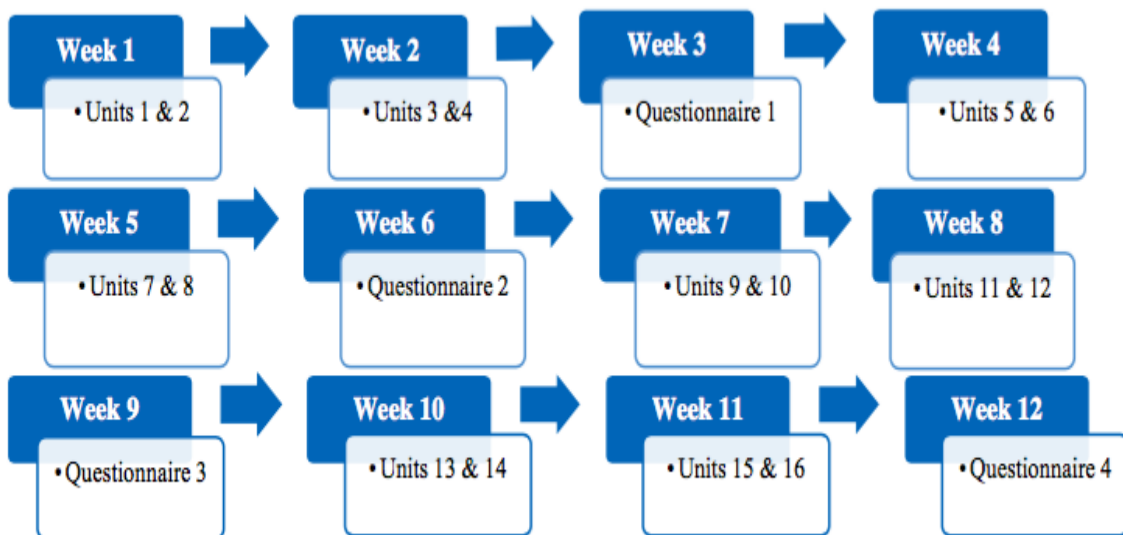 Week 1
• Units 1 & 2
Week 2
• Units 3 &4
Week 3
• Questionnaire 1
Week 4
• Units 5 & 6
Week 5
• Units 7 & 8
Week 6
• Questionnaire 2
Week 7
• Units 9 & 10
Week 8
• Units 11 & 12
Week 9
• Questionnaire 3
Week 10
• Units 13 & 14
Week 11
• Units 15 & 16
Week 12
• Questionnaire 4